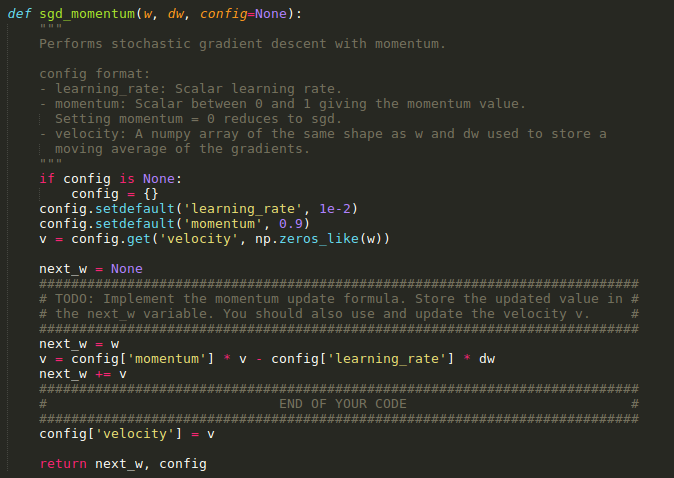 def sgd_momentum(w, dw, config=None):
    """
    Performs stochastic gradient descent with momentum.

    config format:
    - learning_rate: Scalar learning rate.
    - momentum: Scalar between 0 and 1 giving the momentum value.
      Setting momentum = 0 reduces to sgd.
    - velocity: A numpy array of the same shape as w and dw used to store a
      moving average of the gradients.
    """
    if config is None:
        config = {}
    config.setdefault('learning_rate', 1e-2)
    config.setdefault('momentum', 0.9)
    v = config.get('velocity', np.zeros_like(w))

    next_w = None
    ###########################################################################
    # TODO: Implement the momentum update formula. Store the updated value in #
    # the next_w variable. You should also use and update the velocity v.     #
    ###########################################################################
    next_w = w
    v = config['momentum'] * v - config['learning_rate'] * dw
    next_w += v
    ###########################################################################
    #                             END OF YOUR CODE                            #
    ###########################################################################
    config['velocity'] = v

    return next_w, config